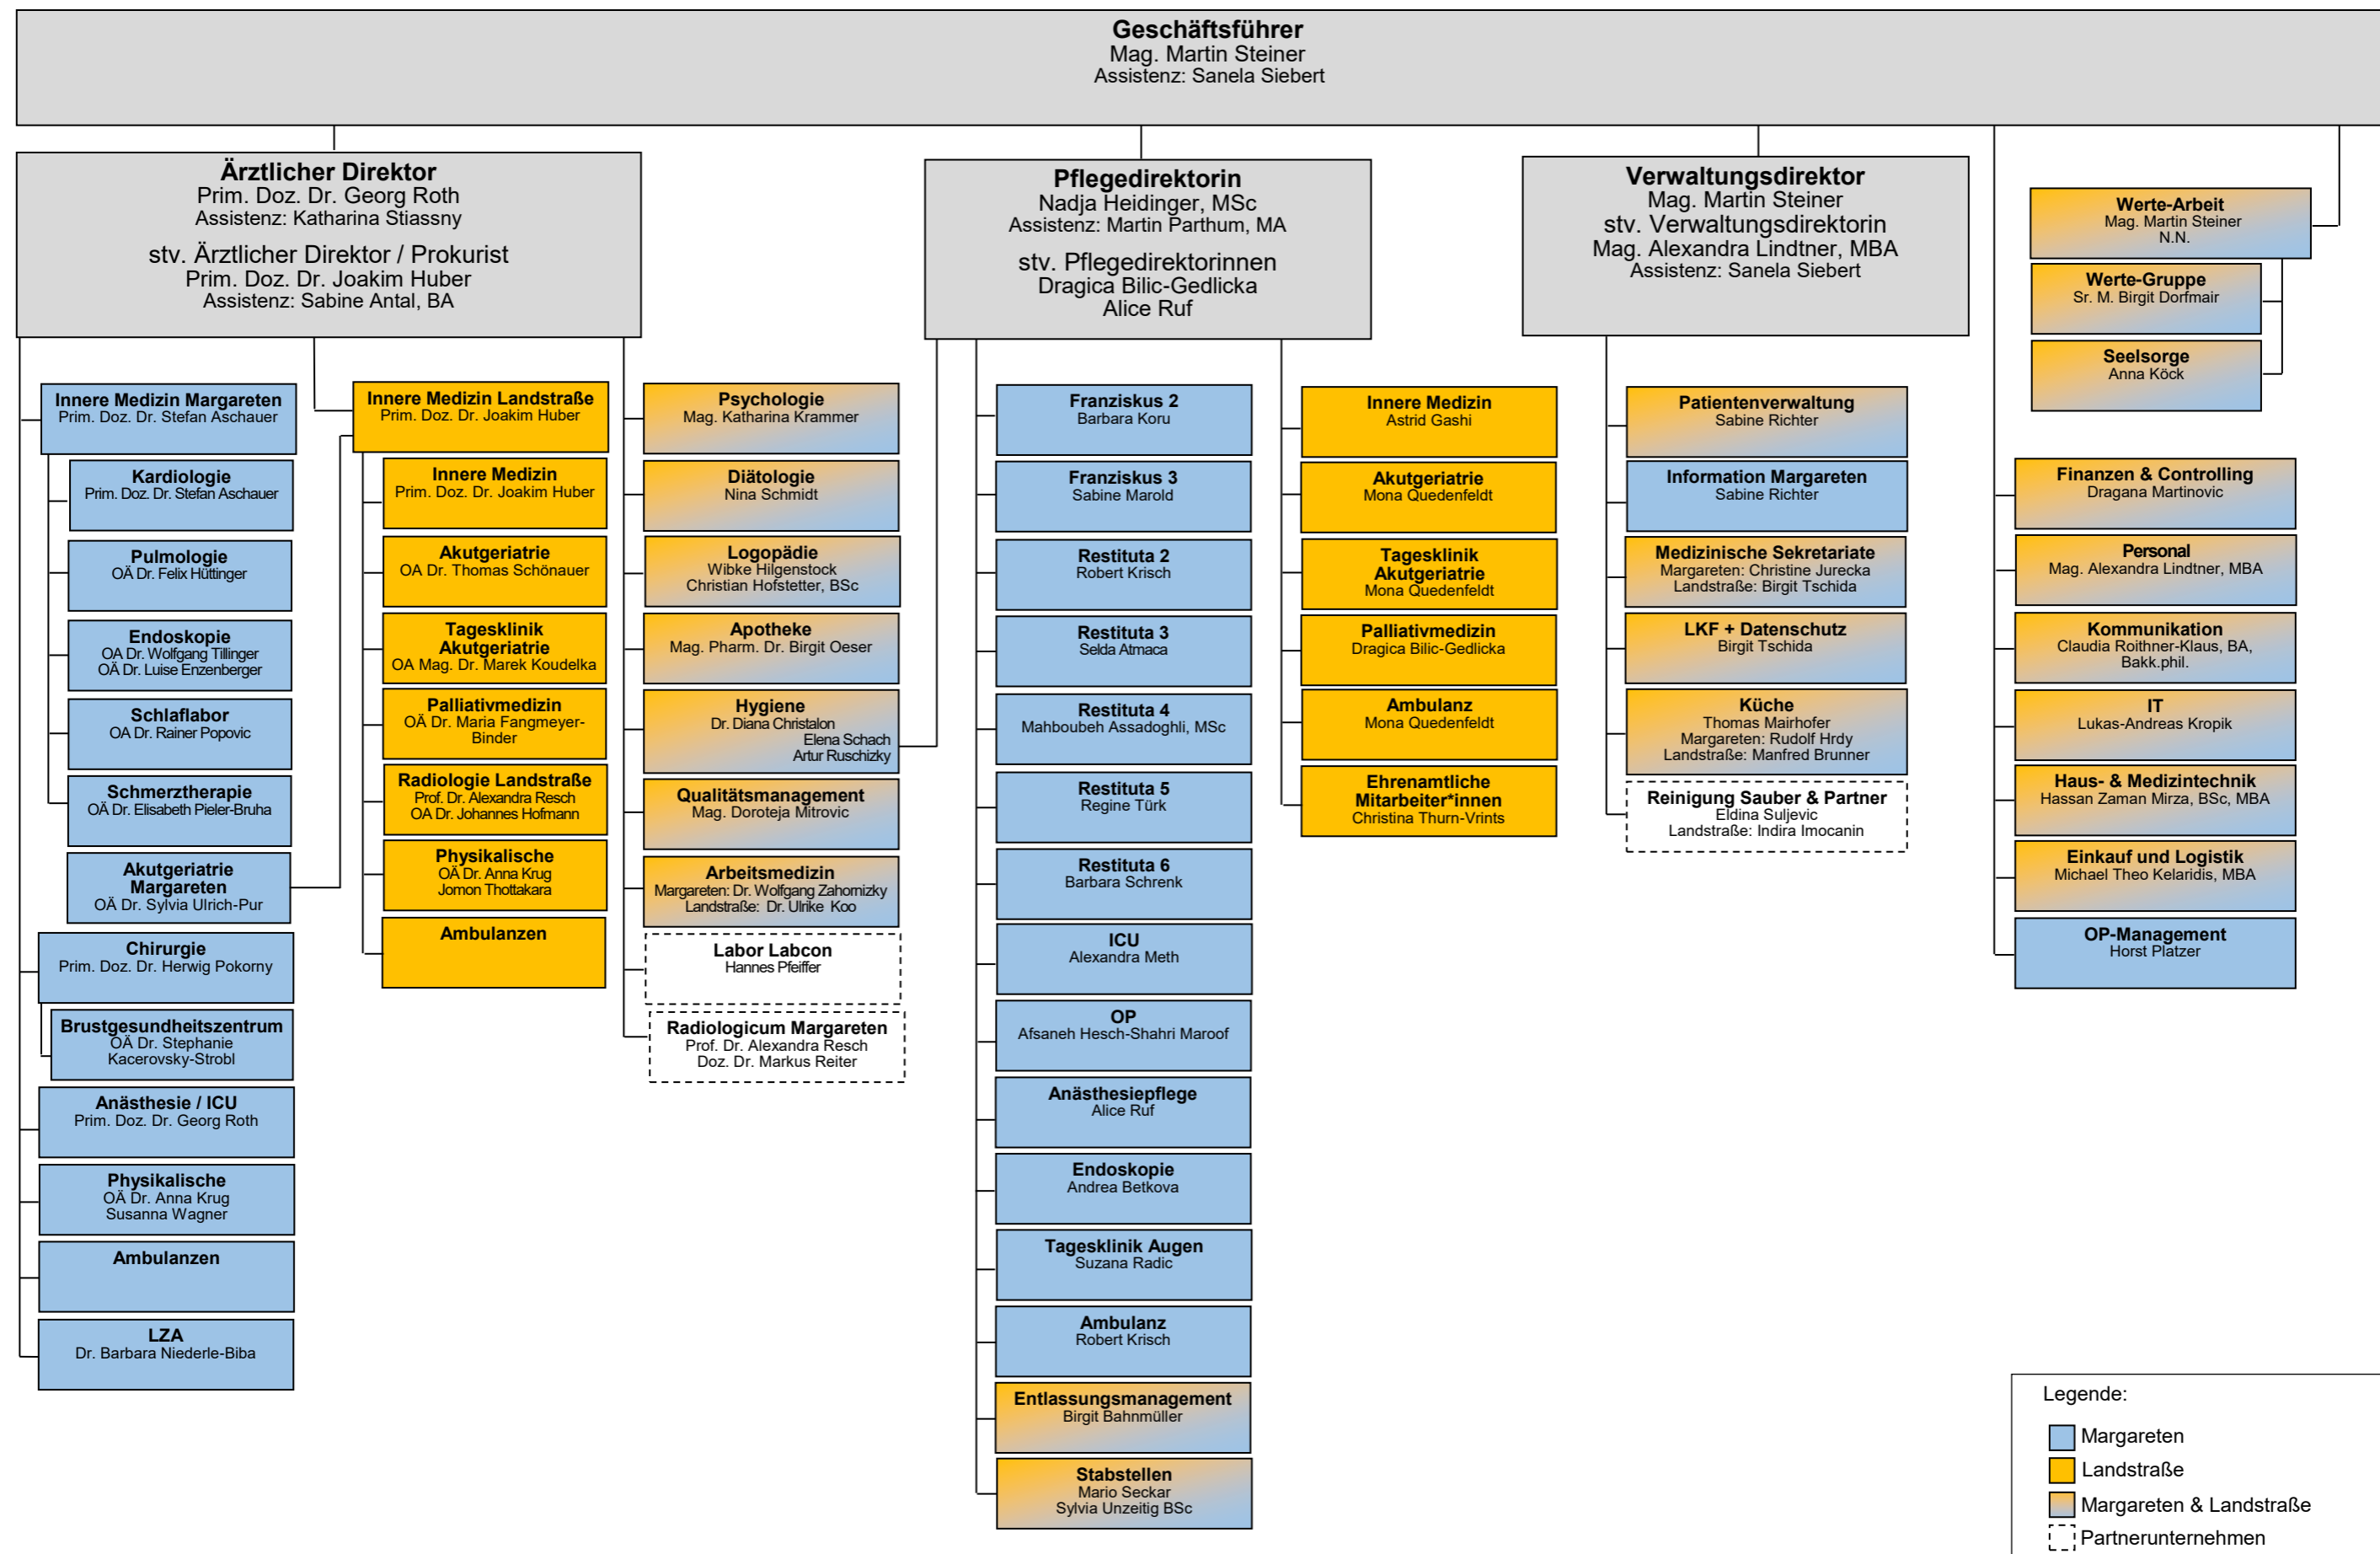 Geschäftsführer
Mag. Martin Steiner
Assistenz: Sanela Siebert
Ärztlicher Direktor
Prim. Doz. Dr. Georg Roth
Assistenz: Katharina Stiassny
stv. Ärztlicher Direktor / Prokurist
Prim. Doz. Dr. Joakim Huber
Assistenz: Sabine Antal, BA
Pflegedirektorin
Nadja Heidinger, MSc
Assistenz: Martin Parthum, MA
stv. Pflegedirektorinnen
Dragica Bilic-Gedlicka
Alice Ruf
Verwaltungsdirektor
Mag. Martin Steiner
stv. Verwaltungsdirektorin
Mag. Alexandra Lindtner, MBA
Assistenz: Sanela Siebert
Werte-Arbeit
Mag. Martin Steiner
N.N.
Werte-Gruppe
Sr. M. Birgit Dorfmair
Seelsorge
Anna Köck
Innere Medizin Margareten
Prim. Doz. Dr. Stefan Aschauer
Kardiologie
Prim. Doz. Dr. Stefan Aschauer
Pulmologie
OÄ Dr. Felix Hüttinger
Endoskopie
OA Dr. Wolfgang Tillinger
OÄ Dr. Luise Enzenberger
Schlaflabor
OA Dr. Rainer Popovic
Schmerztherapie
OÄ Dr. Elisabeth Pieler-Bruha
Akutgeriatrie
Margareten
OÄ Dr. Sylvia Ulrich-Pur
Chirurgie
Prim. Doz. Dr. Herwig Pokorny
Brustgesundheitszentrum
OÄ Dr. Stephanie
Kacerovsky-Strobl
Anästhesie / ICU
Prim. Doz. Dr. Georg Roth
Physikalische
OÄ Dr. Anna Krug
Susanna Wagner
Ambulanzen
LZA
Dr. Barbara Niederle-Biba
Innere Medizin Landstraße
Prim. Doz. Dr. Joakim Huber
Innere Medizin
Prim. Doz. Dr. Joakim Huber
Akutgeriatrie
OA Dr. Thomas Schönauer
Tagesklinik
Akutgeriatrie
OA Mag. Dr. Marek Koudelka
Palliativmedizin
OÄ Dr. Maria Fangmeyer-
Binder
Radiologie Landstraße
Prof. Dr. Alexandra Resch
OA Dr. Johannes Hofmann
Physikalische
OÄ Dr. Anna Krug
Jomon Thottakara
Ambulanzen
Psychologie
Mag. Katharina Krammer
Diätologie
Nina Schmidt
Logopädie
Wibke Hilgenstock
Christian Hofstetter, BSc
Apotheke
Mag. Pharm. Dr. Birgit Oeser
Hygiene
Dr. Diana Christalon
Elena Schach
Artur Ruschizky
Qualitätsmanagement
Mag. Doroteja Mitrovic
Arbeitsmedizin
Margareten: Dr. Wolfgang Zahornizky
Landstraße: Dr. Ulrike Koo
Labor Labcon
Hannes Pfeiffer
Radiologicum Margareten
Prof. Dr. Alexandra Resch
Doz. Dr. Markus Reiter
Franziskus 2
Barbara Koru
Franziskus 3
Sabine Marold
Restituta 2
Robert Krisch
Restituta 3
Selda Atmaca
Restituta 4
Mahboubeh Assadoghli, MSc
Restituta 5
Regine Türk
Restituta 6
Barbara Schrenk
ICU
Alexandra Meth
OP
Afsaneh Hesch-Shahri Maroof
Anästhesiepflege
Alice Ruf
Endoskopie
Andrea Betkova
Tagesklinik Augen
Suzana Radic
Ambulanz
Robert Krisch
Entlassungsmanagement
Birgit Bahnmüller
Stabstellen
Mario Seckar
Sylvia Unzeitig BSc
Innere Medizin
Astrid Gashi
Akutgeriatrie
Mona Quedenfeldt
Tagesklinik
Akutgeriatrie
Mona Quedenfeldt
Palliativmedizin
Dragica Bilic-Gedlicka
Ambulanz
Mona Quedenfeldt
Ehrenamtliche
Mitarbeiter*innen
Christina Thurn-Vrints
Patientenverwaltung
Sabine Richter
Information Margareten
Sabine Richter
Medizinische Sekretariate
Margareten: Christine Jurecka
Landstraße: Birgit Tschida
LKF + Datenschutz
Birgit Tschida
Küche
Thomas Mairhofer
Margareten: Rudolf Hrdy
Landstraße: Manfred Brunner
Reinigung Sauber & Partner
Eldina Suljevic
Landstraße: Indira Imocanin
Finanzen & Controlling
Dragana Martinovic
Personal
Mag. Alexandra Lindtner, MBA
Kommunikation
Claudia Roithner-Klaus, BA,
Bakk.phil.
IT
Lukas-Andreas Kropik
Haus- & Medizintechnik
Hassan Zaman Mirza, BSc, MBA
Einkauf und Logistik
Michael Theo Kelaridis, MBA
OP-Management
Horst Platzer
Legende:
Margareten
Landstraße
Margareten & Landstraße
Partnerunternehmen